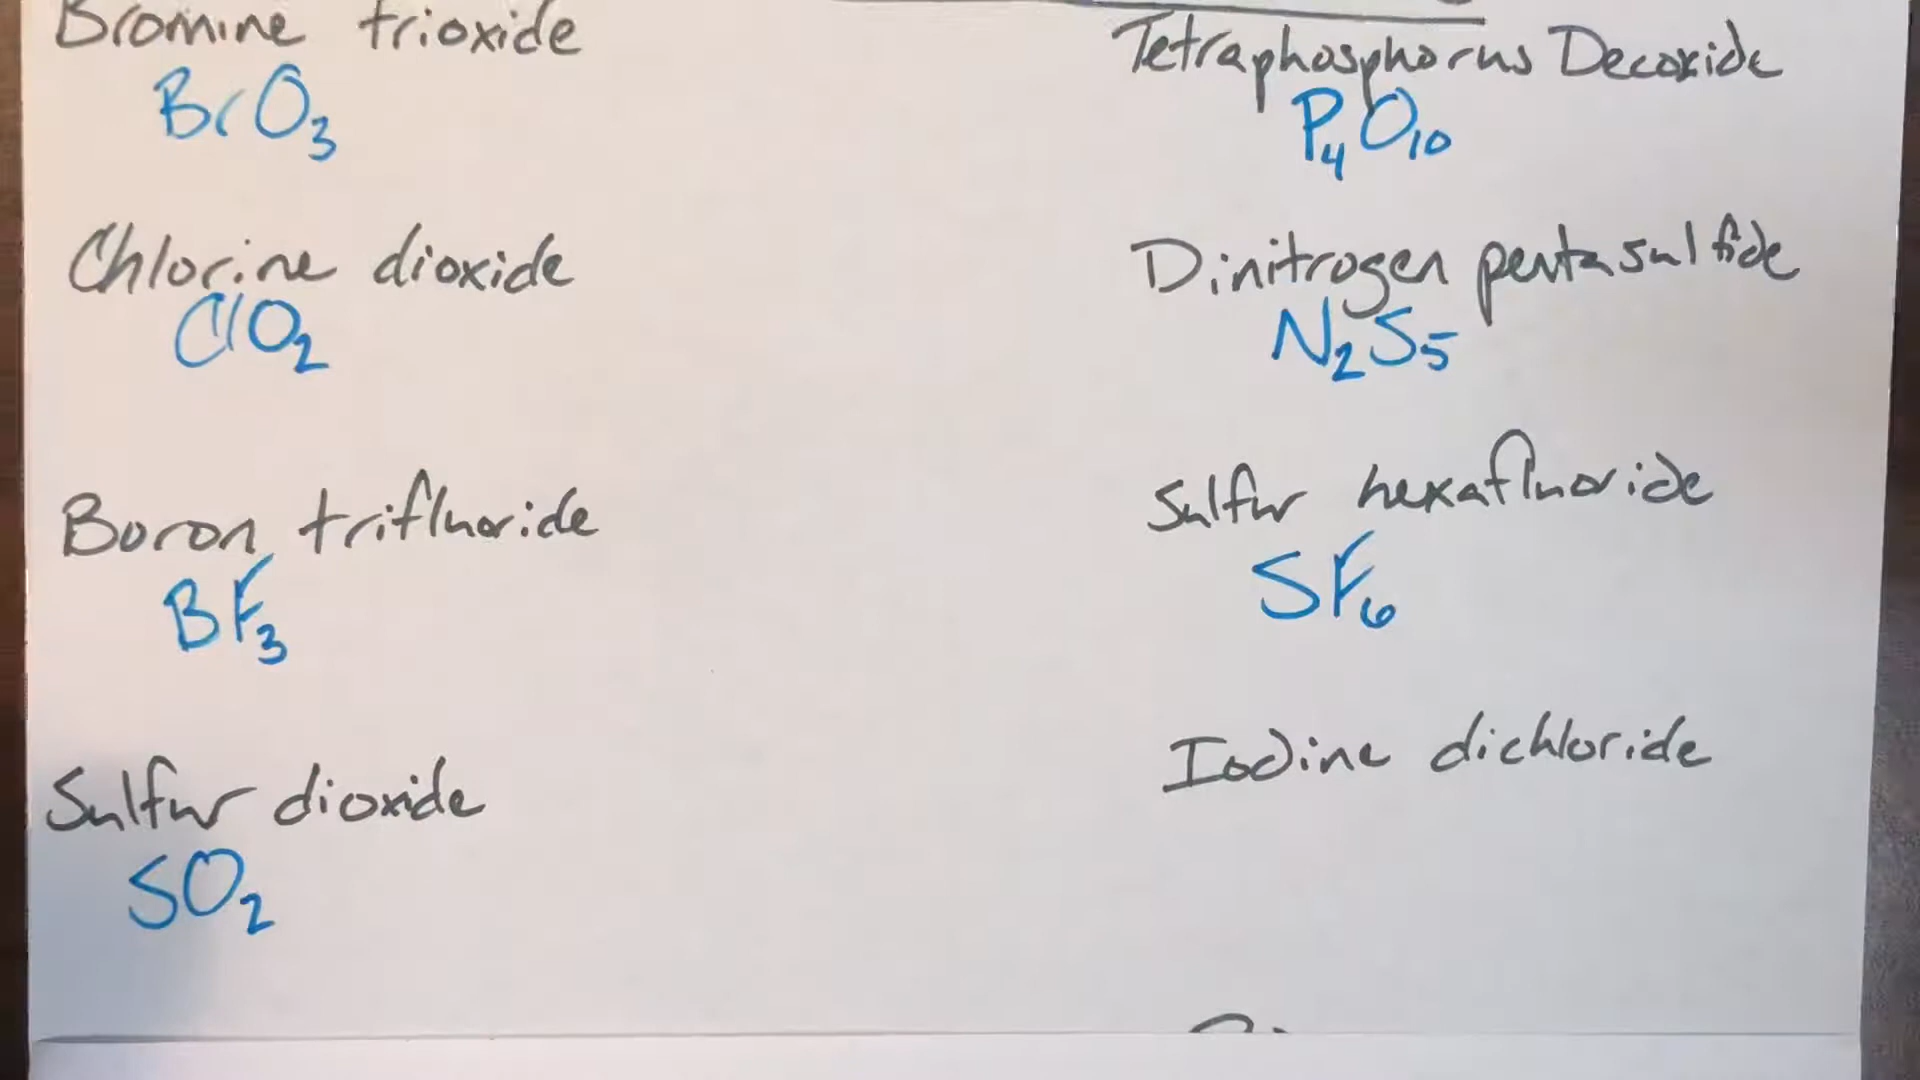 Bromine trioxide
BrO₃
Chlorine dioxide
ClO₂
Boron trifluoride
BF₃
Sulfur dioxide
SO₂
Tetraphosphorus Decoxide
P₄O₁₀
Dinitrogen pentasulfide
N₂S₅
Sulfur hexafluoride
SF₆
Iodine dichloride